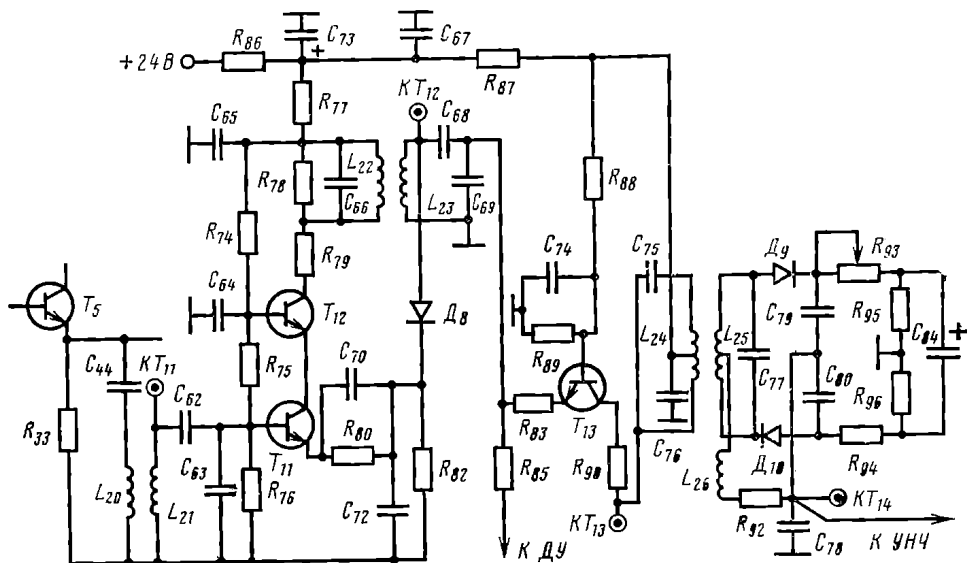 C73
C67
R86
+24В
R87
R77
КТ12
C68
C65
L22
R78
C66
L23
C69
R88
R74
R79
C74
C75
Д9
R93
C64
T5
T12
Д8
R95
C84
+
C79
L24
L25
R89
C77
C80
C44
КТ11
R75
C70
C62
R96
T13
R83
R33
T11
R80
C76
R90
Д10
R94
C63
R82
R85
L26
L20
L21
R76
C72
КТ13
КТ14
R92
C78
К ДУ
К УНЧ
+